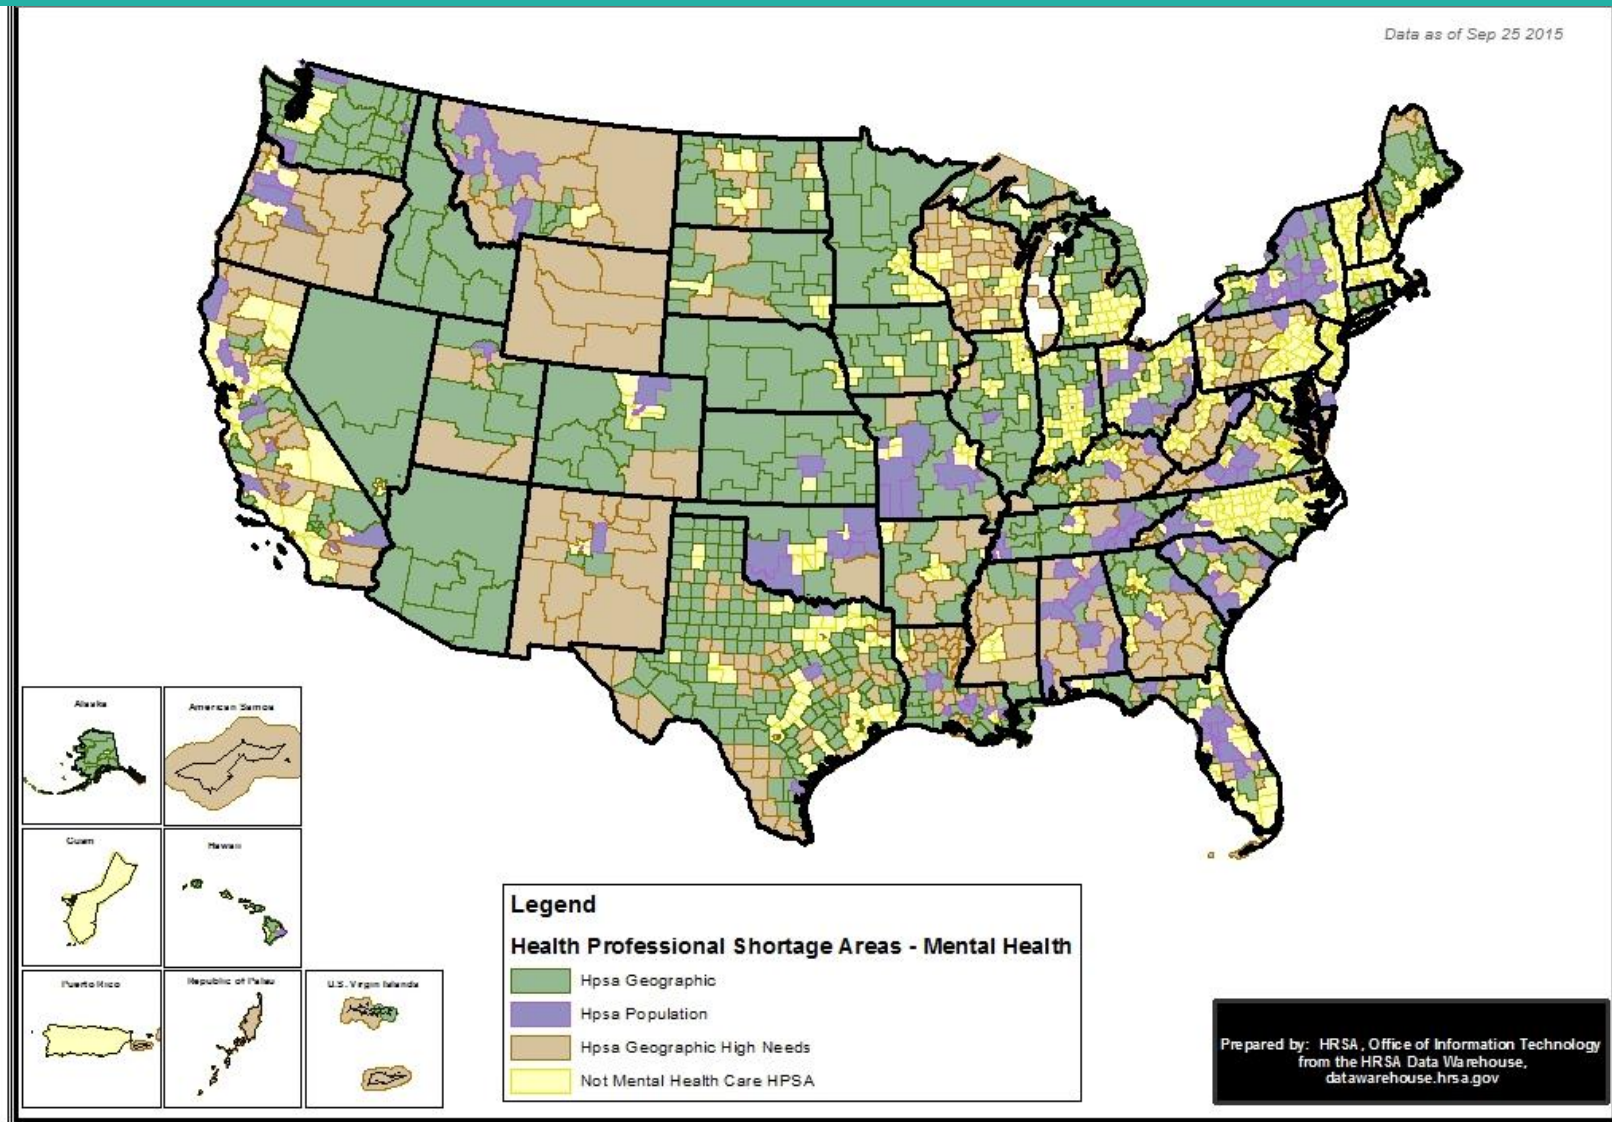 Data as of Sep 25 2015
Alaska
American Samoa
Guam
Hawaii
Puerto Rico
Republic of Palau
U.S. Virgin Islands
Legend
Health Professional Shortage Areas - Mental Health
Hpsa Geographic
Hpsa Population
Hpsa Geographic High Needs
Not Mental Health Care HPSA
Prepared by: HRSA, Office of Information Technology
from the HRSA Data Warehouse,
datawarehouse.hrsa.gov